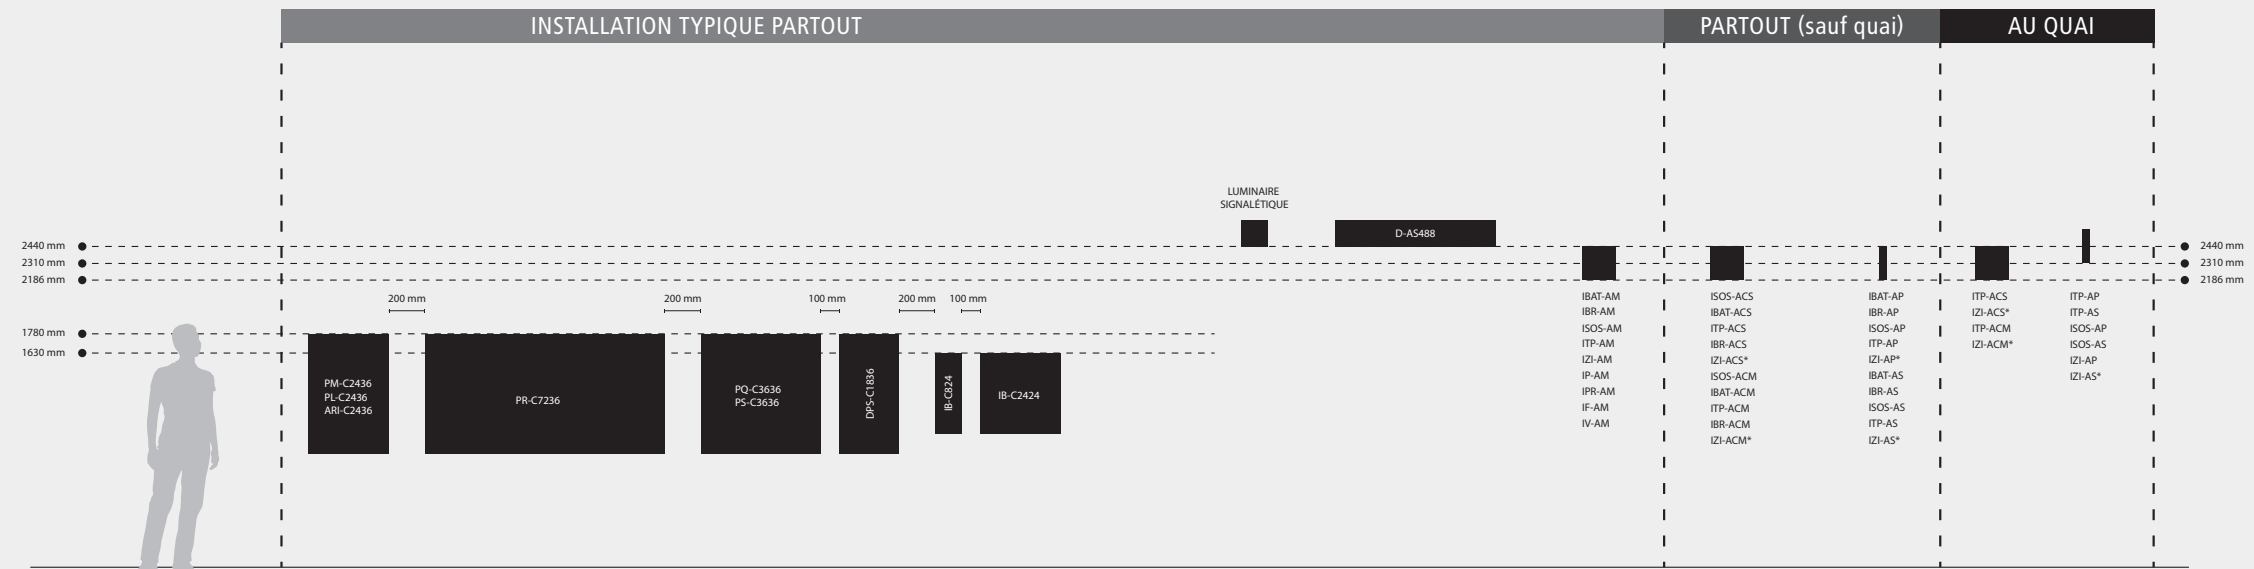 INSTALLATION TYPIQUE PARTOUT
PARTOUT (sauf quai)
AU QUAI
LUMINAIRE
SIGNALÉTIQUE
D-AS488
2440 mm
2310 mm
2186 mm
1780 mm
1630 mm
2440 mm
2310 mm
2186 mm
200 mm
200 mm
100 mm
200 mm
100 mm
PM-C2436
PL-C2436
ARI-C2436
PR-C7236
PQ-C3636
PS-C3636
DPS-C1836
IB-C824
IB-C2424
IBAT-AM
IBR-AM
ISOS-AM
ITP-AM
IZI-AM
IP-AM
IPR-AM
IF-AM
IV-AM
ISOS-ACS
IBAT-ACS
ITP-ACS
IBR-ACS
IZI-ACS*
ISOS-ACM
IBAT-ACM
ITP-ACM
IBR-ACM
IZI-ACM*
IBAT-AP
IBR-AP
ISOS-AP
ITP-AP
IZI-AP*
IBAT-AS
IBR-AS
ISOS-AS
ITP-AS
IZI-AS*
ITP-ACS
IZI-ACS*
ITP-ACM
IZI-ACM*
ITP-AP
ITP-AS
ISOS-AP
ISOS-AS
IZI-AP
IZI-AS*